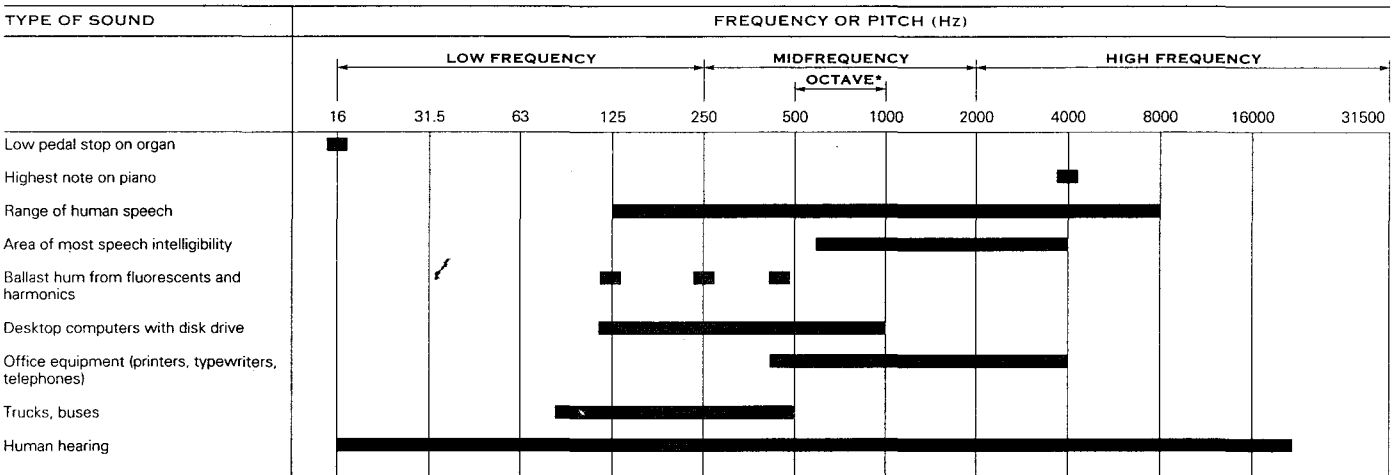 TYPE OF SOUND FREQUENCY OR PITCH (Hz)
LOW FREQUENCY MIDFREQUENCY HIGH FREQUENCY
OCTAVE*
16 31.5 63 125 250 500 1000 2000 4000 8000 16000 31500
Low pedal stop on organ
Highest note on piano
Range of human speech
Area of most speech intelligibility
Ballast hum from fluorescents and
harmonics
Desktop computers with disk drive
Office equipment (printers, typewriters,
telephones)
Trucks, buses
Human hearing